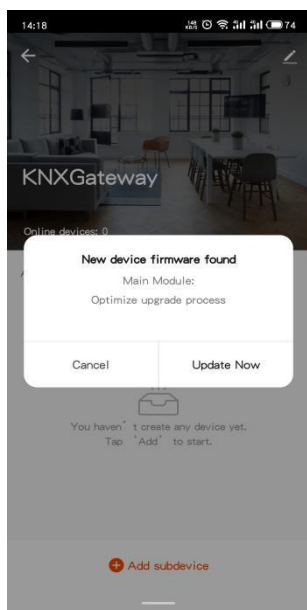 14:18
74
KNXGateway
Online devices: 0
New device firmware found
Main Module:
Optimize upgrade process
Cancel
Update Now
You haven't create any device yet.
Tap 'Add' to start.
Add subdevice